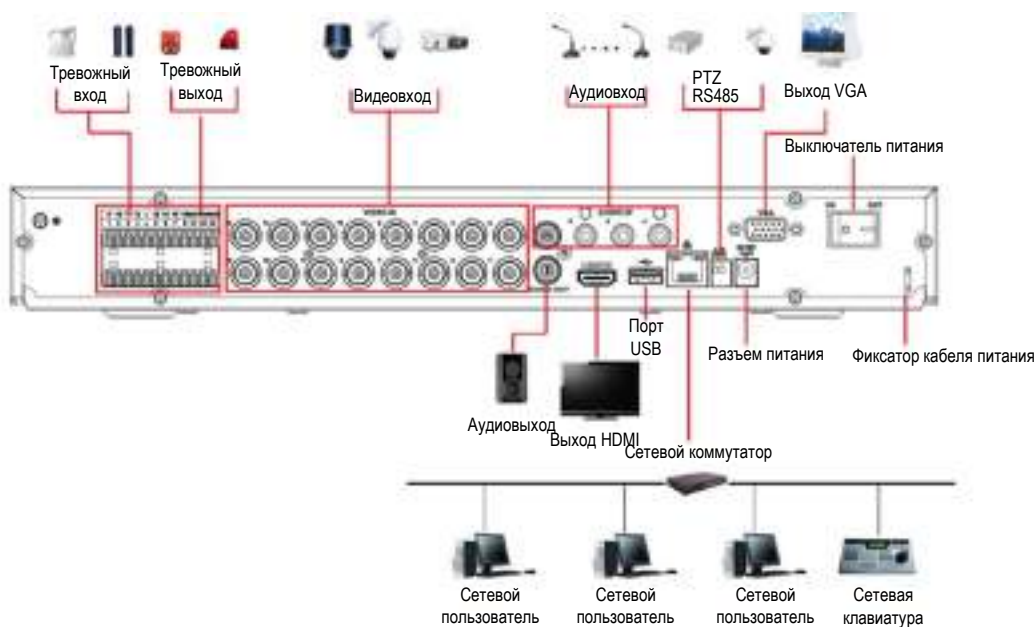 Тревожный
вход
Тревожный
выход
Видеовход
Аудиовход
PTZ
RS485
Выход VGA
Выключатель питания
VGA
Порт
USB
Разъем питания
Фиксатор кабеля питания
Аудиовыход
Выход HDMI
Сетевой коммутатор
Сетевой
пользователь
Сетевой
пользователь
Сетевой
пользователь
Сетевая
клавиатура